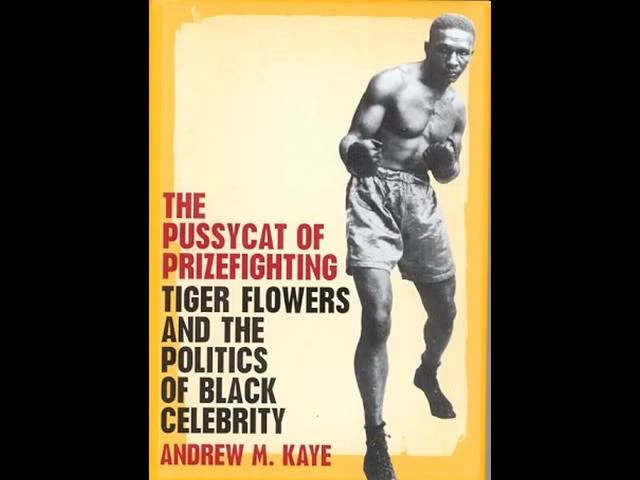 THE
PUSSYCAT OF
PRIZEFIGHTING
TIGER FLOWERS
AND THE
POLITICS
OF BLACK
CELEBRITY
ANDREW M. KAYE